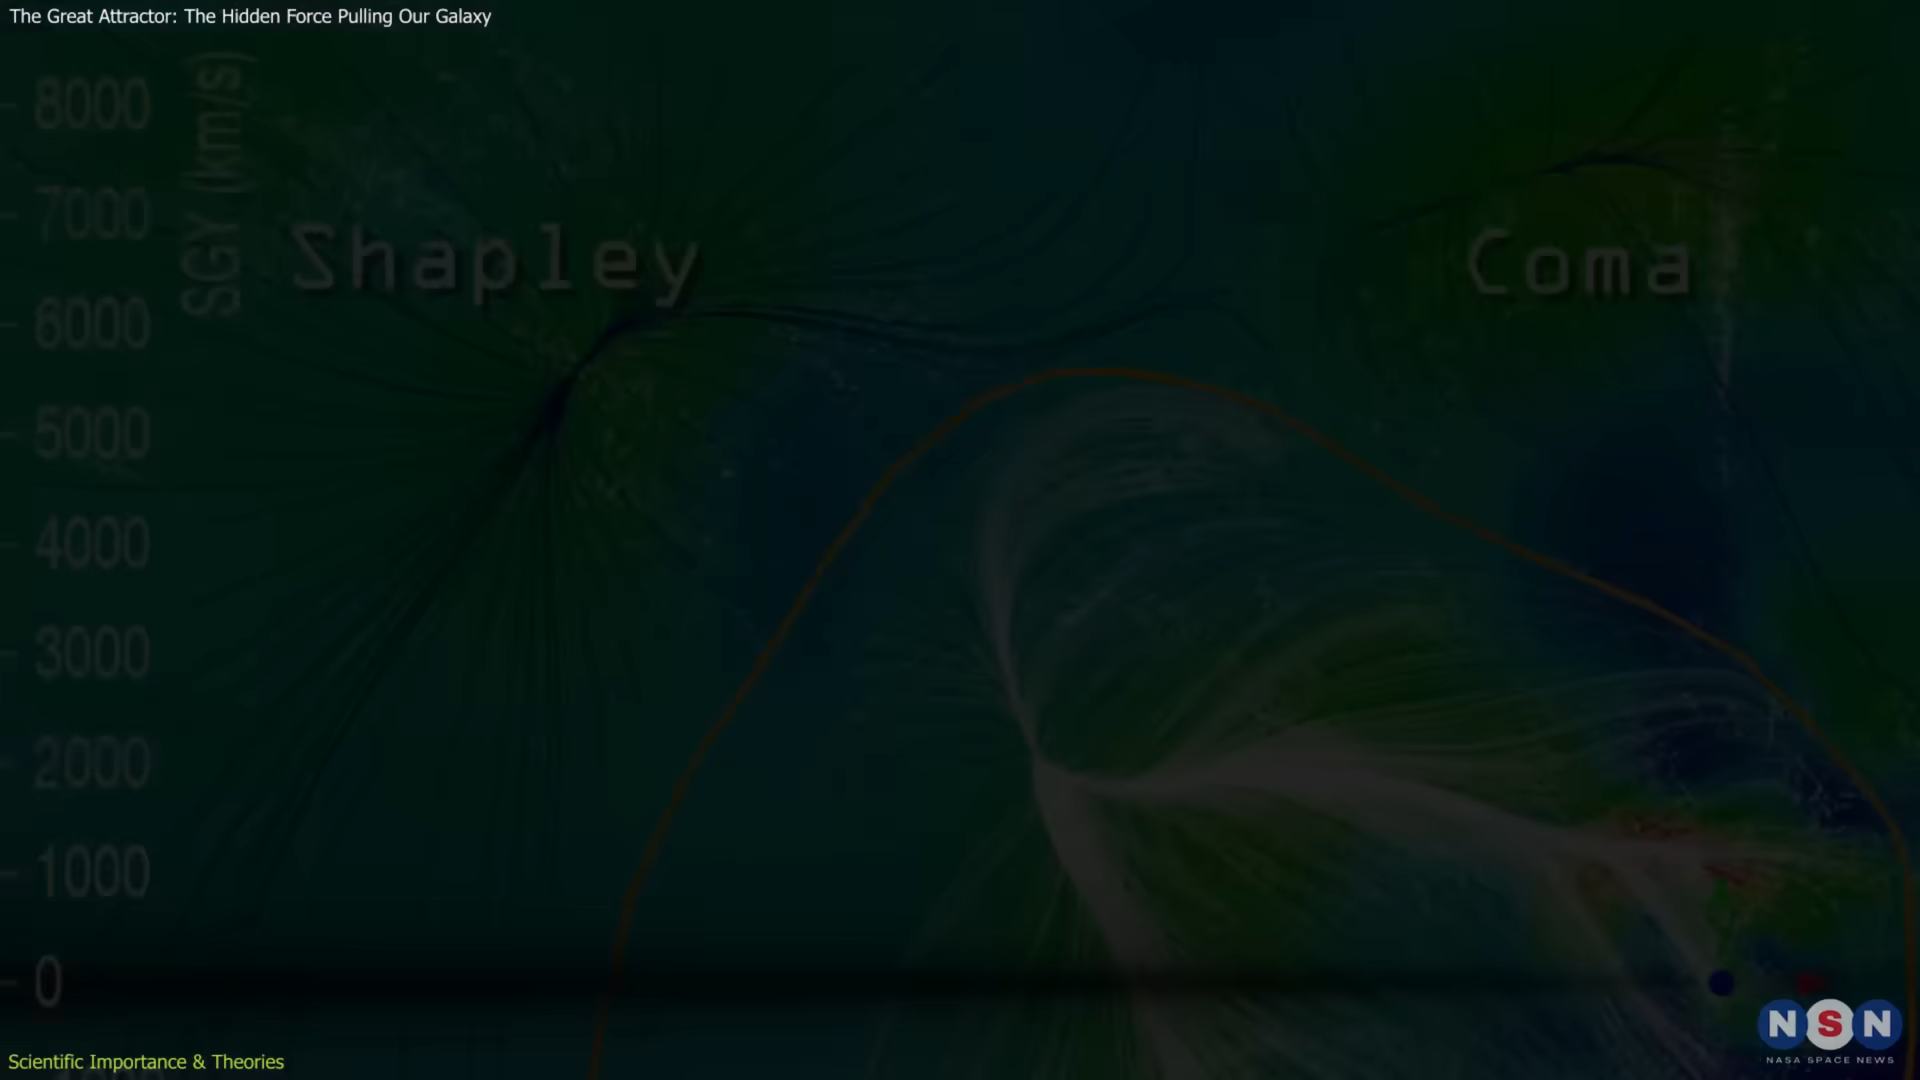 The Great Attractor: The Hidden Force Pulling Our Galaxy
8000
SGY (km/s)
7000
Shapley
Coma
6000
5000
4000
3000
2000
1000
0
NSN
NASA SPACE NEWS
Scientific Importance & Theories